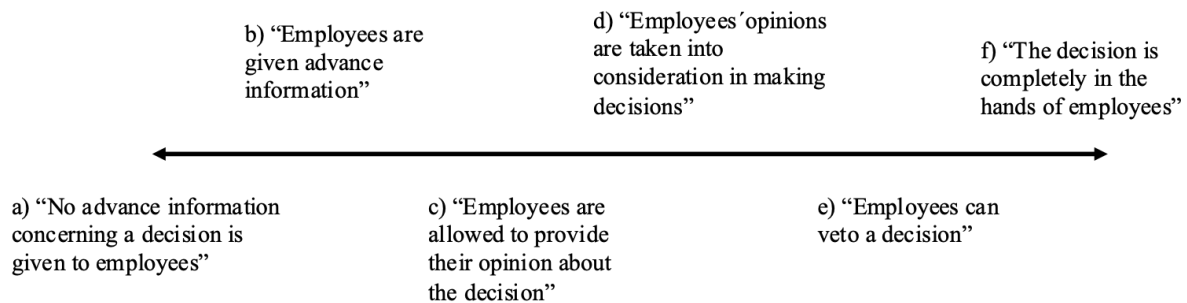 b) “Employees are
given advance
information”
d) “Employees´opinions
are taken into
consideration in making
decisions”
f) “The decision is
completely in the
hands of employees”
a) “No advance information
concerning a decision is
given to employees”
c) “Employees are
allowed to provide
their opinion about
the decision”
e) “Employees can
veto a decision”